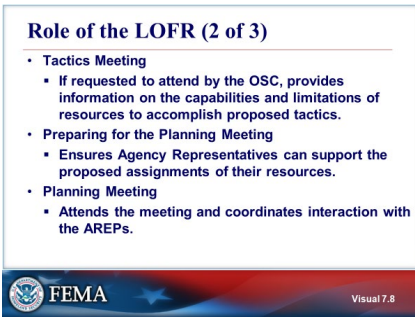 Role of the LOFR (2 of 3)
• Tactics Meeting
▪ If requested to attend by the OSC, provides
information on the capabilities and limitations of
resources to accomplish proposed tactics.
• Preparing for the Planning Meeting
▪ Ensures Agency Representatives can support the
proposed assignments of their resources.
• Planning Meeting
▪ Attends the meeting and coordinates interaction with
the AREPs.
FEMA
Visual 7.8